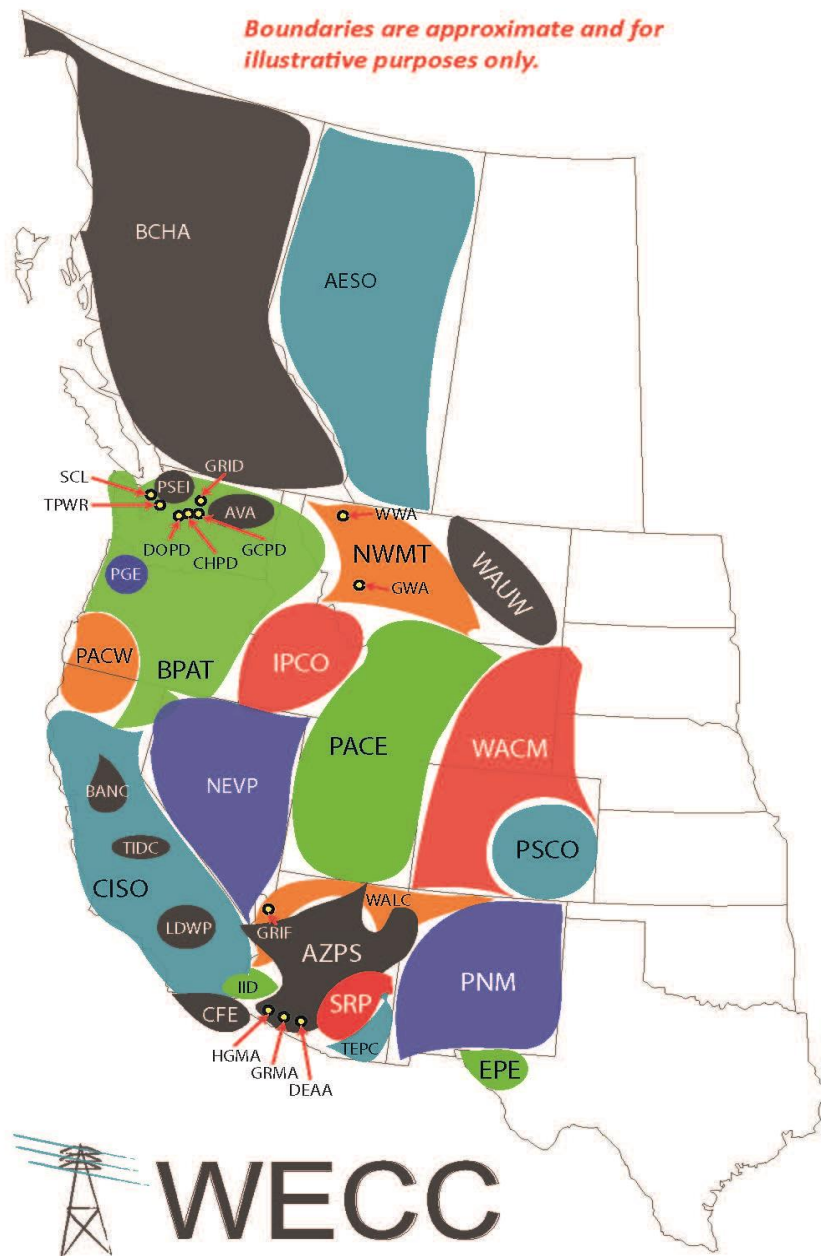 Boundaries are approximate and for
illustrative purposes only.
BCHA
AESO
SCL
PSEI
GRID
TPWR
AVA
DOPD
CHPD
GCPD
WWA
NWMT
GWA
WAUW
PGE
PACW
BPAT
IPCO
PACE
WACM
NEVP
BANC
TIDC
CISO
PSCO
LDWP
WALC
GRIF
AZPS
IID
CFE
SRP
PNM
HGMA
GRMA
DEAA
TEPC
EPE
WECC